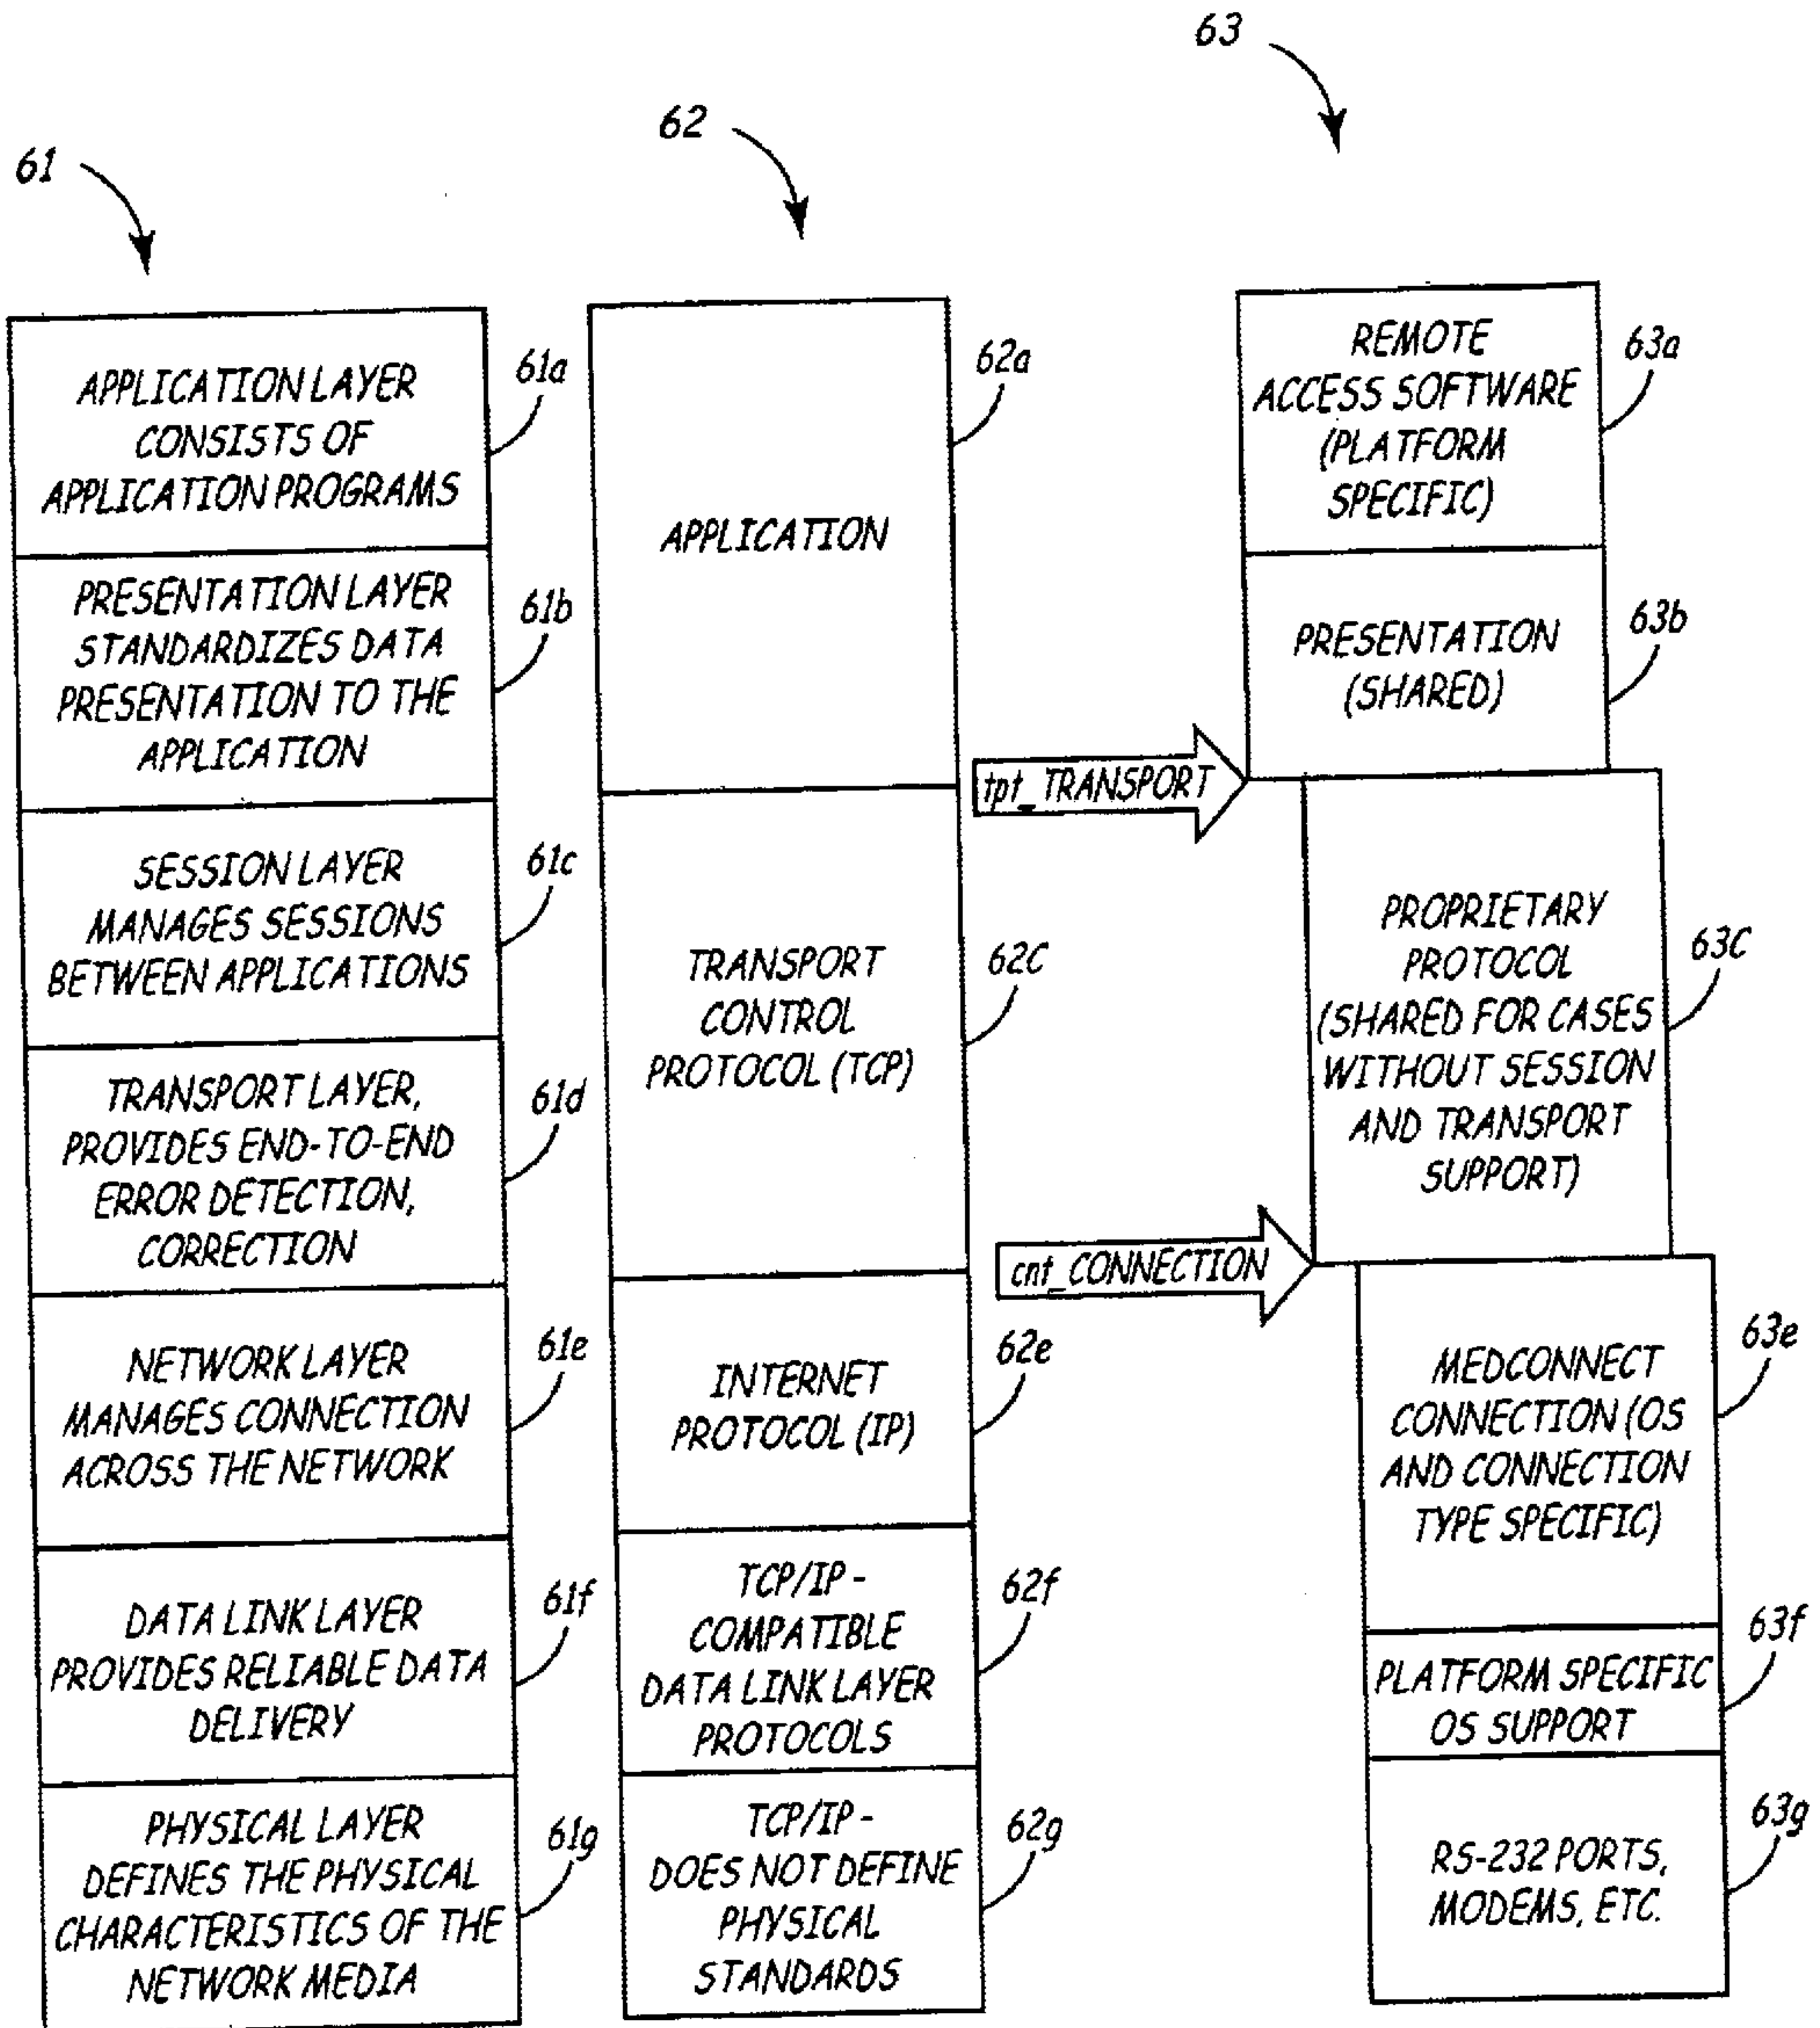 61
62
63
APPLICATION LAYER
CONSISTS OF
APPLICATION PROGRAMS
61a
PRESENTATION LAYER
STANDARDIZES DATA
PRESENTATION TO THE
APPLICATION
61b
SESSION LAYER
MANAGES SESSIONS
BETWEEN APPLICATIONS
61c
TRANSPORT LAYER,
PROVIDES END-TO-END
ERROR DETECTION,
CORRECTION
61d
NETWORK LAYER
MANAGES CONNECTION
ACROSS THE NETWORK
61e
DATA LINK LAYER
PROVIDES RELIABLE DATA
DELIVERY
61f
PHYSICAL LAYER
DEFINES THE PHYSICAL
CHARACTERISTICS OF THE
NETWORK MEDIA
61g
APPLICATION
62a
TRANSPORT
CONTROL
PROTOCOL (TCP)
62C
INTERNET
PROTOCOL (IP)
62e
TCP/IP -
COMPATIBLE
DATA LINK LAYER
PROTOCOLS
62f
TCP/IP -
DOES NOT DEFINE
PHYSICAL
STANDARDS
62g
tpt_TRANSPORT
cnt_CONNECTION
REMOTE
ACCESS SOFTWARE
(PLATFORM
SPECIFIC)
63a
PRESENTATION
(SHARED)
63b
PROPRIETARY
PROTOCOL
(SHARED FOR CASES
WITHOUT SESSION
AND TRANSPORT
SUPPORT)
63C
MEDCONNECT
CONNECTION (OS
AND CONNECTION
TYPE SPECIFIC)
63e
PLATFORM SPECIFIC
OS SUPPORT
63f
RS-232 PORTS,
MODEMS, ETC.
63g